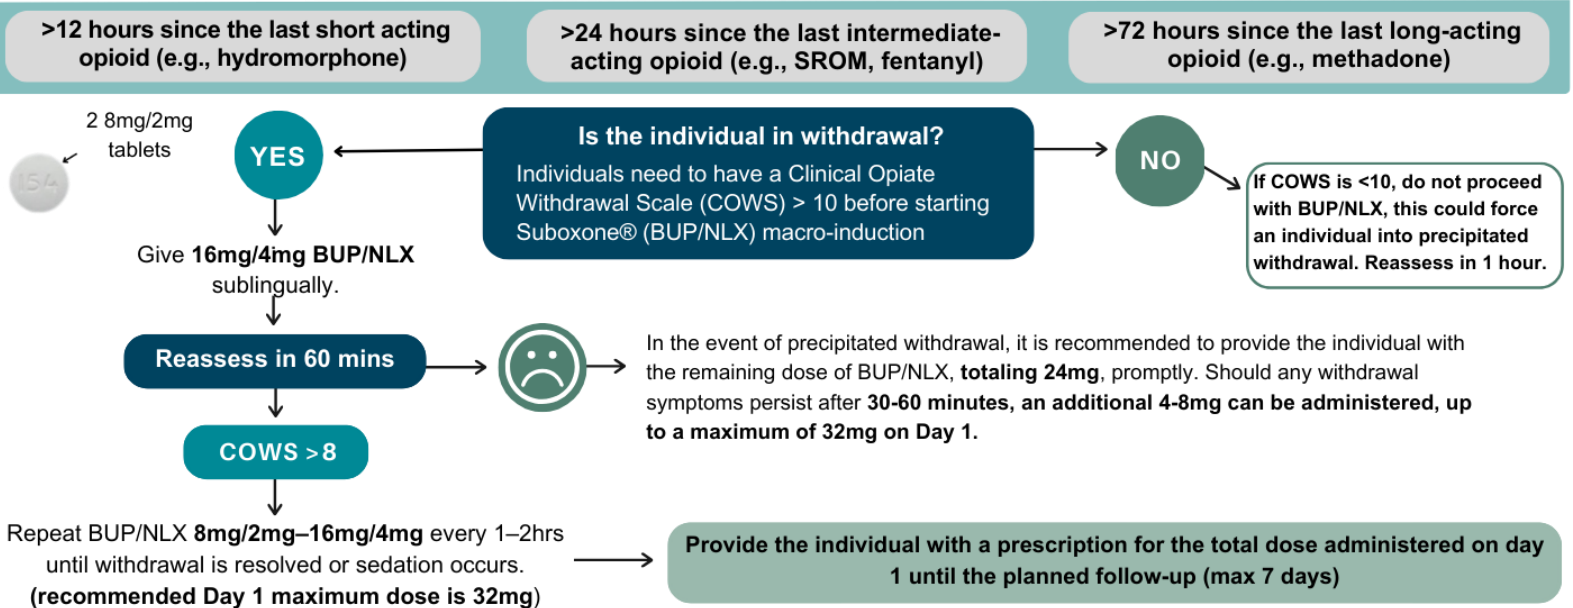 >12 hours since the last short acting
opioid (e.g., hydromorphone)
>24 hours since the last intermediate-
acting opioid (e.g., SROM, fentanyl)
>72 hours since the last long-acting
opioid (e.g., methadone)
2 8mg/2mg
tablets
154
YES
Is the individual in withdrawal?
Individuals need to have a Clinical Opiate
Withdrawal Scale (COWS) > 10 before starting
Suboxone® (BUP/NLX) macro-induction
NO
If COWS is <10, do not proceed
with BUP/NLX, this could force
an individual into precipitated
withdrawal. Reassess in 1 hour.
Give 16mg/4mg BUP/NLX
sublingually.
Reassess in 60 mins
In the event of precipitated withdrawal, it is recommended to provide the individual with
the remaining dose of BUP/NLX, totaling 24mg, promptly. Should any withdrawal
symptoms persist after 30-60 minutes, an additional 4-8mg can be administered, up
to a maximum of 32mg on Day 1.
COWS >8
Repeat BUP/NLX 8mg/2mg–16mg/4mg every 1–2hrs
until withdrawal is resolved or sedation occurs.
(recommended Day 1 maximum dose is 32mg)
Provide the individual with a prescription for the total dose administered on day
1 until the planned follow-up (max 7 days)